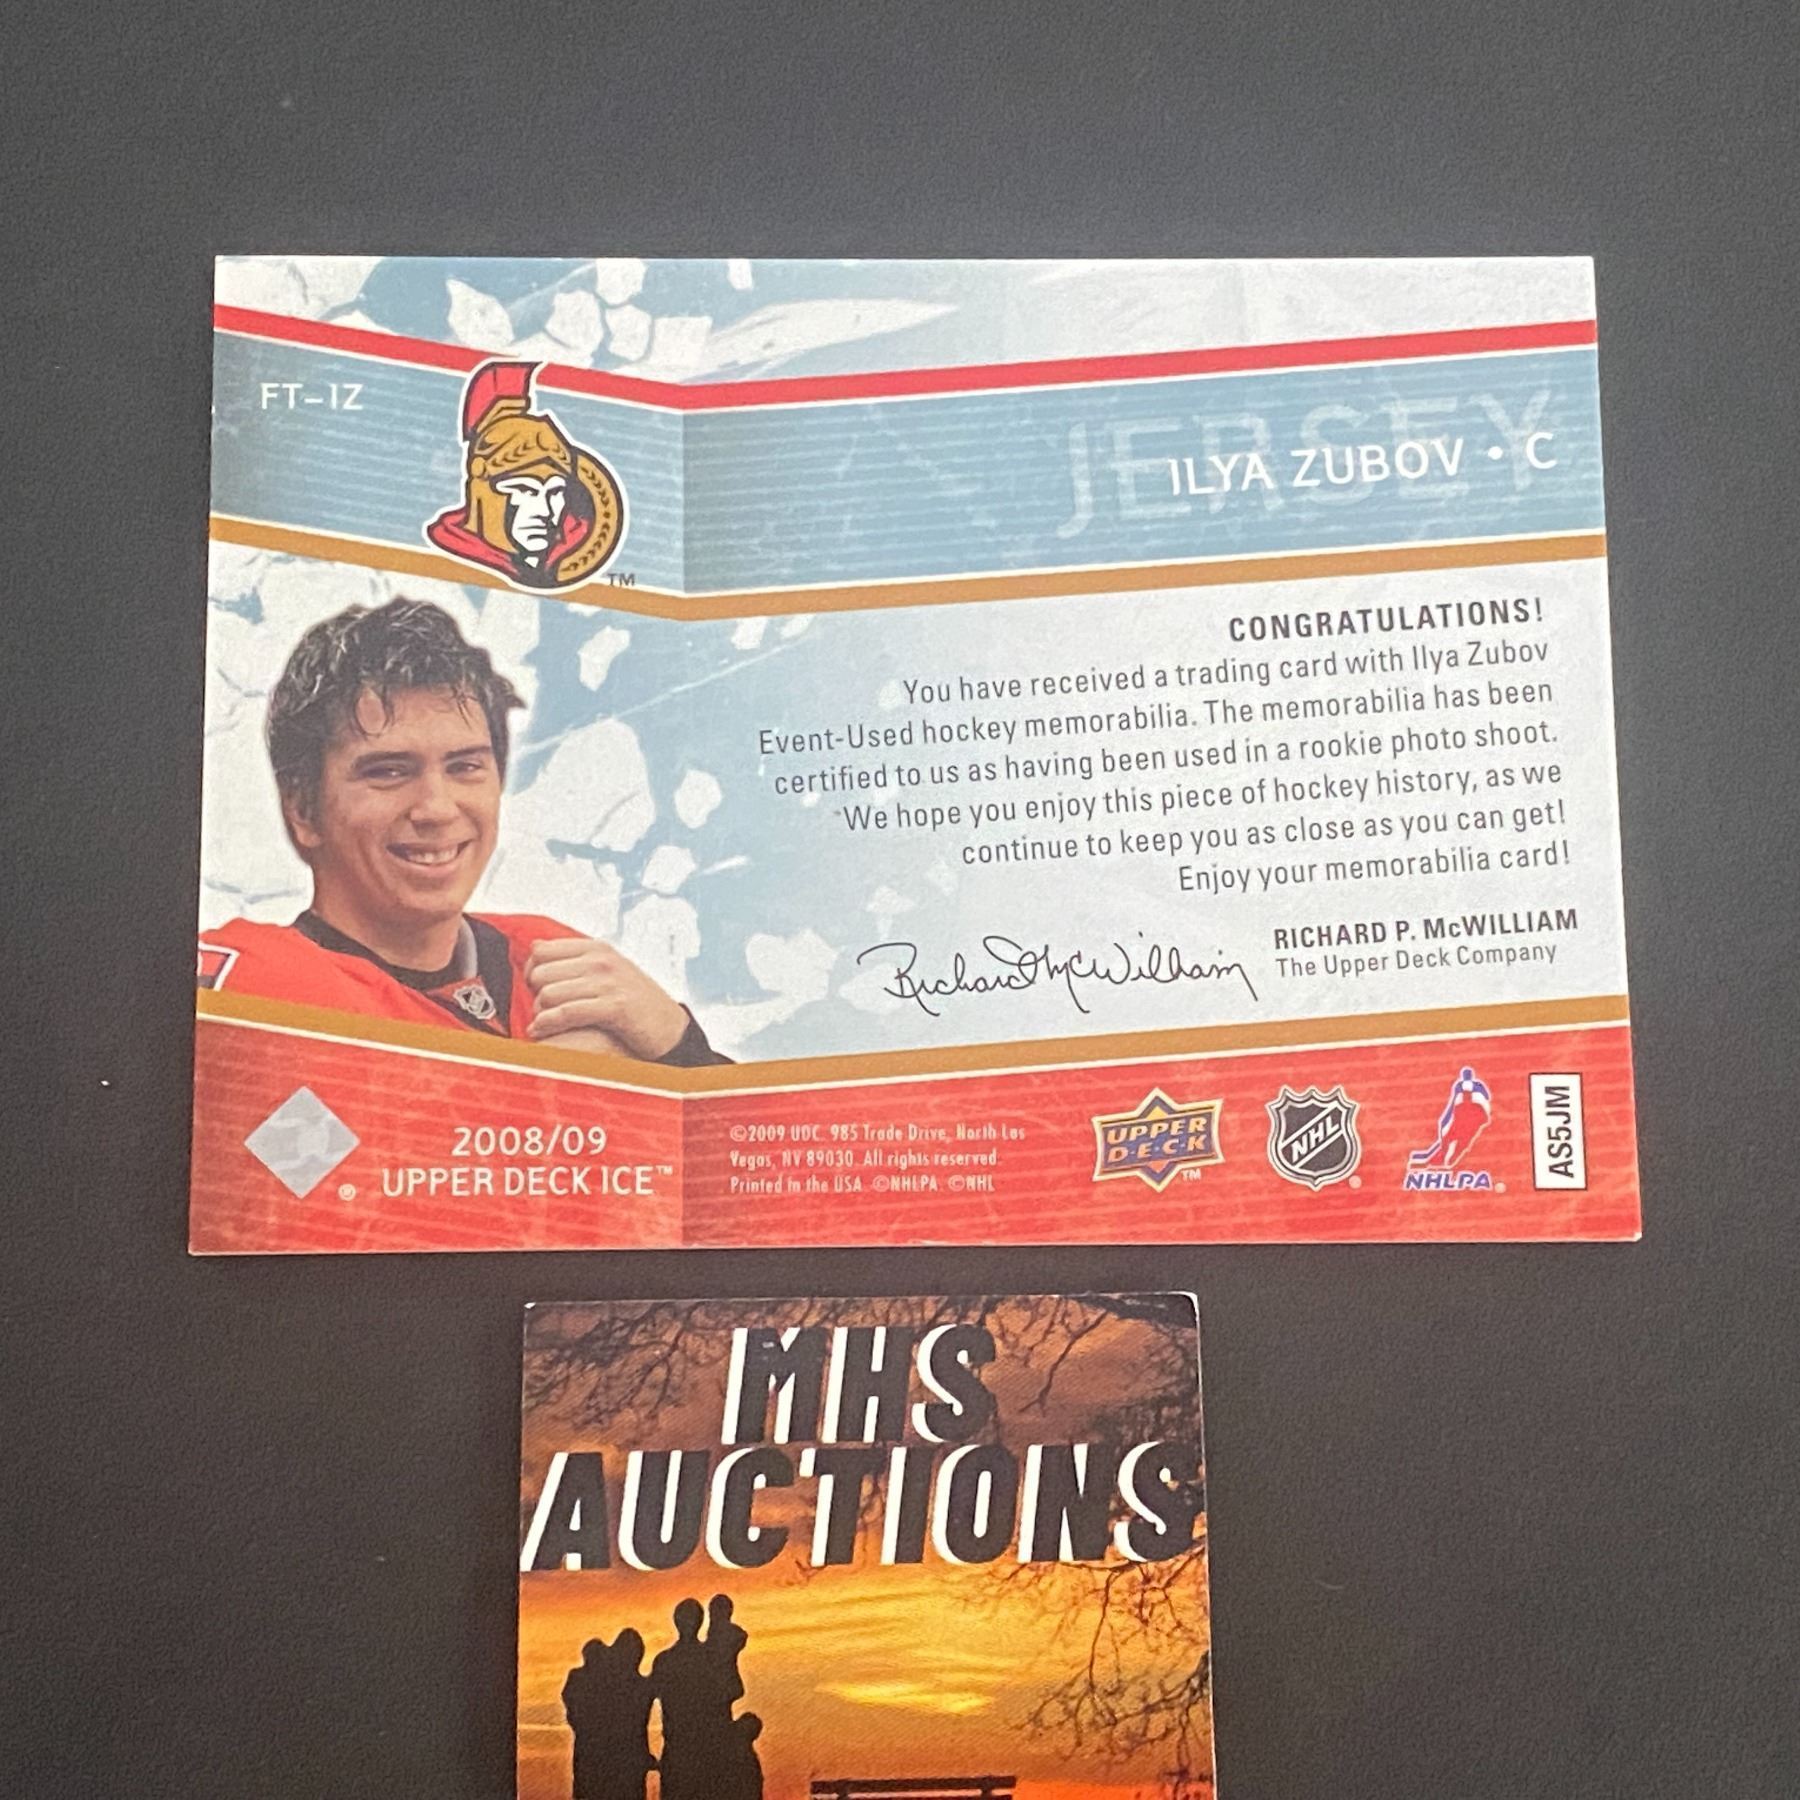 FT-IZ
JERSEY
ILYA ZUBOV • C
TM
CONGRATULATIONS!
You have received a trading card with Ilya Zubov
Event-Used hockey memorabilia. The memorabilia has been
certified to us as having been used in a rookie photo shoot.
We hope you enjoy this piece of hockey history, as we
continue to keep you as close as you can get!
Enjoy your memorabilia card!
Richard McWilliam
RICHARD P. McWILLIAM
The Upper Deck Company
2008/09
UPPER DECK ICE™
®
©2009 UDC. 985 Trade Drive, North Las
Vegas, NV 89030. All rights reserved.
Printed in the USA ©NHLPA. ©NHL
UPPER
D·E·C·K
TM
NHL
®
NHLPA®
AS5JM
MHS
AUCTIONS